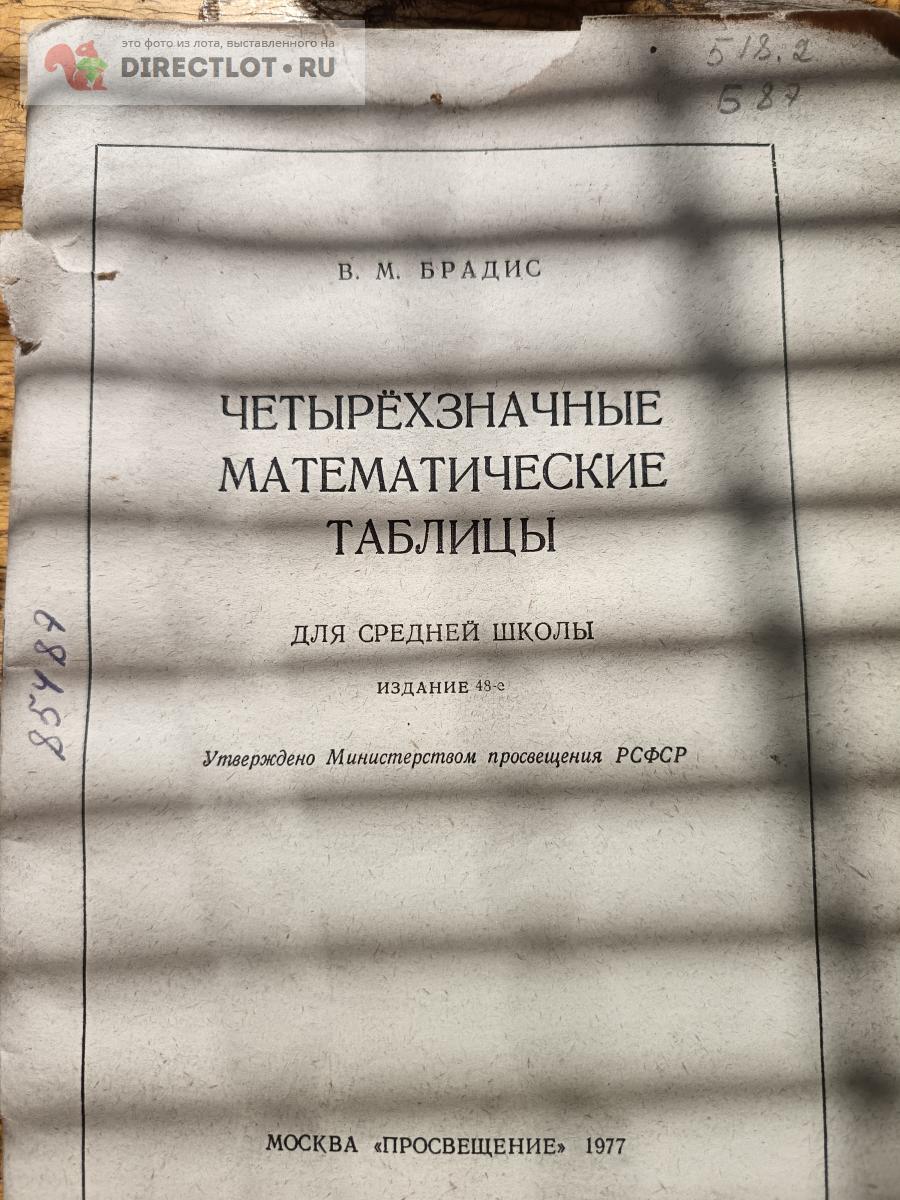 это фото из лота, выставленного на
DIRECTLOT.RU
518.2
587
В. М. БРАДИС
ЧЕТЫРЁХЗНАЧНЫЕ
МАТЕМАТИЧЕСКИЕ
ТАБЛИЦЫ
ДЛЯ СРЕДНЕЙ ШКОЛЫ
ИЗДАНИЕ 48-е
85487
Утверждено Министерством просвещения РСФСР
МОСКВА «ПРОСВЕЩЕНИЕ» 1977